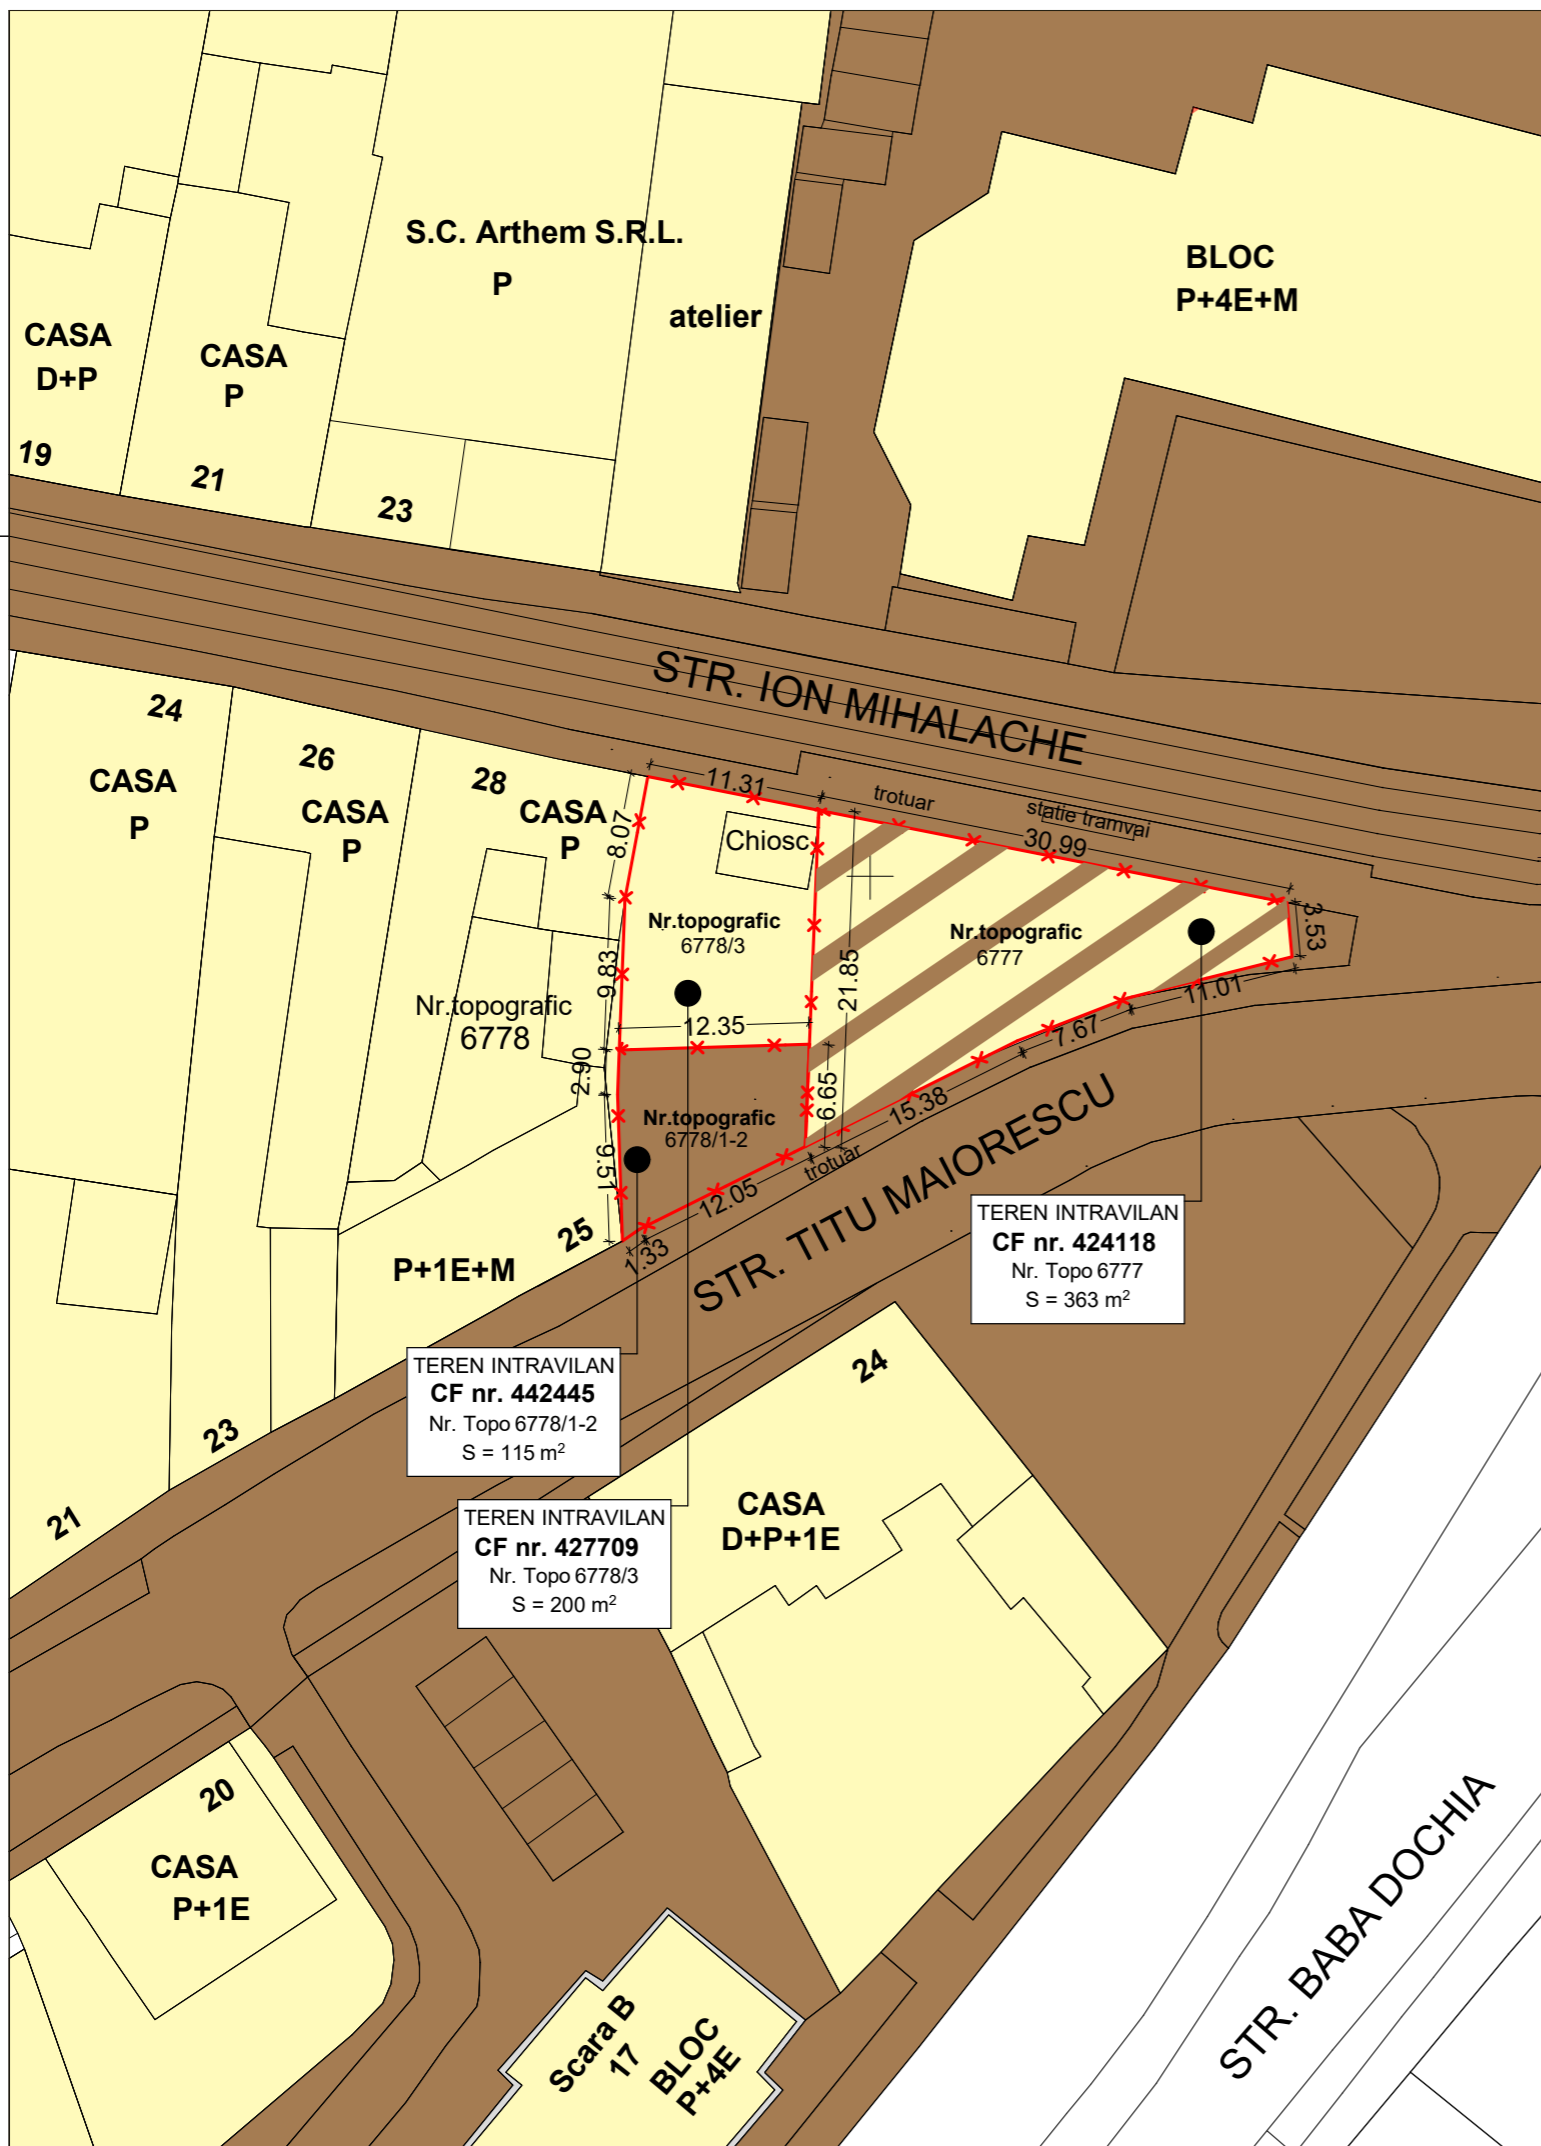 S.C. Arthem S.R.L.
P
atelier
BLOC
P+4E+M
CASA
D+P
CASA
P
19
21
23
STR. ION MIHALACHE
24
CASA
P
26
CASA
P
28
CASA
P
11.31
trotuar
statie tramvai
30.99
8.07
Chiosc
Nr.topografic
6778/3
Nr.topografic
6777
3.53
9.83
21.85
Nr.topografic
6778
12.35
11.01
7.67
2.90
6.65
Nr.topografic
6778/1-2
15.38
trotuar
9.51
12.05
1.33
STR. TITU MAIORESCU
25
P+1E+M
TEREN INTRAVILAN
CF nr. 424118
Nr. Topo 6777
S = 363 m²
TEREN INTRAVILAN
CF nr. 442445
Nr. Topo 6778/1-2
S = 115 m²
24
23
21
TEREN INTRAVILAN
CF nr. 427709
Nr. Topo 6778/3
S = 200 m²
CASA
D+P+1E
20
CASA
P+1E
STR. BABA DOCHIA
Scara B
17
BLOC
P+4E